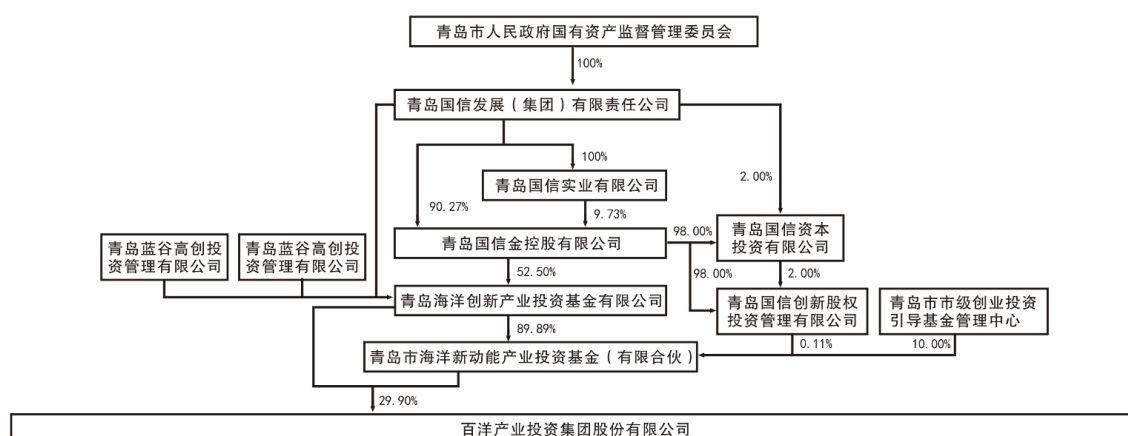 青岛市人民政府国有资产监督管理委员会
100%
青岛国信发展（集团）有限责任公司
100%
2.00%
青岛国信实业有限公司
90.27%
9.73%
青岛蓝谷高创投
资管理有限公司
青岛蓝谷高创投
资管理有限公司
青岛国信金控股有限公司
98.00%
青岛国信资本
投资有限公司
52.50%
98.00%
2.00%
青岛海洋创新产业投资基金有限公司
青岛国信创新股权
投资管理有限公司
青岛市市级创业投资
引导基金管理中心
89.89%
0.11%
10.00%
青岛市海洋新动能产业投资基金（有限合伙）
29.90%
百洋产业投资集团股份有限公司